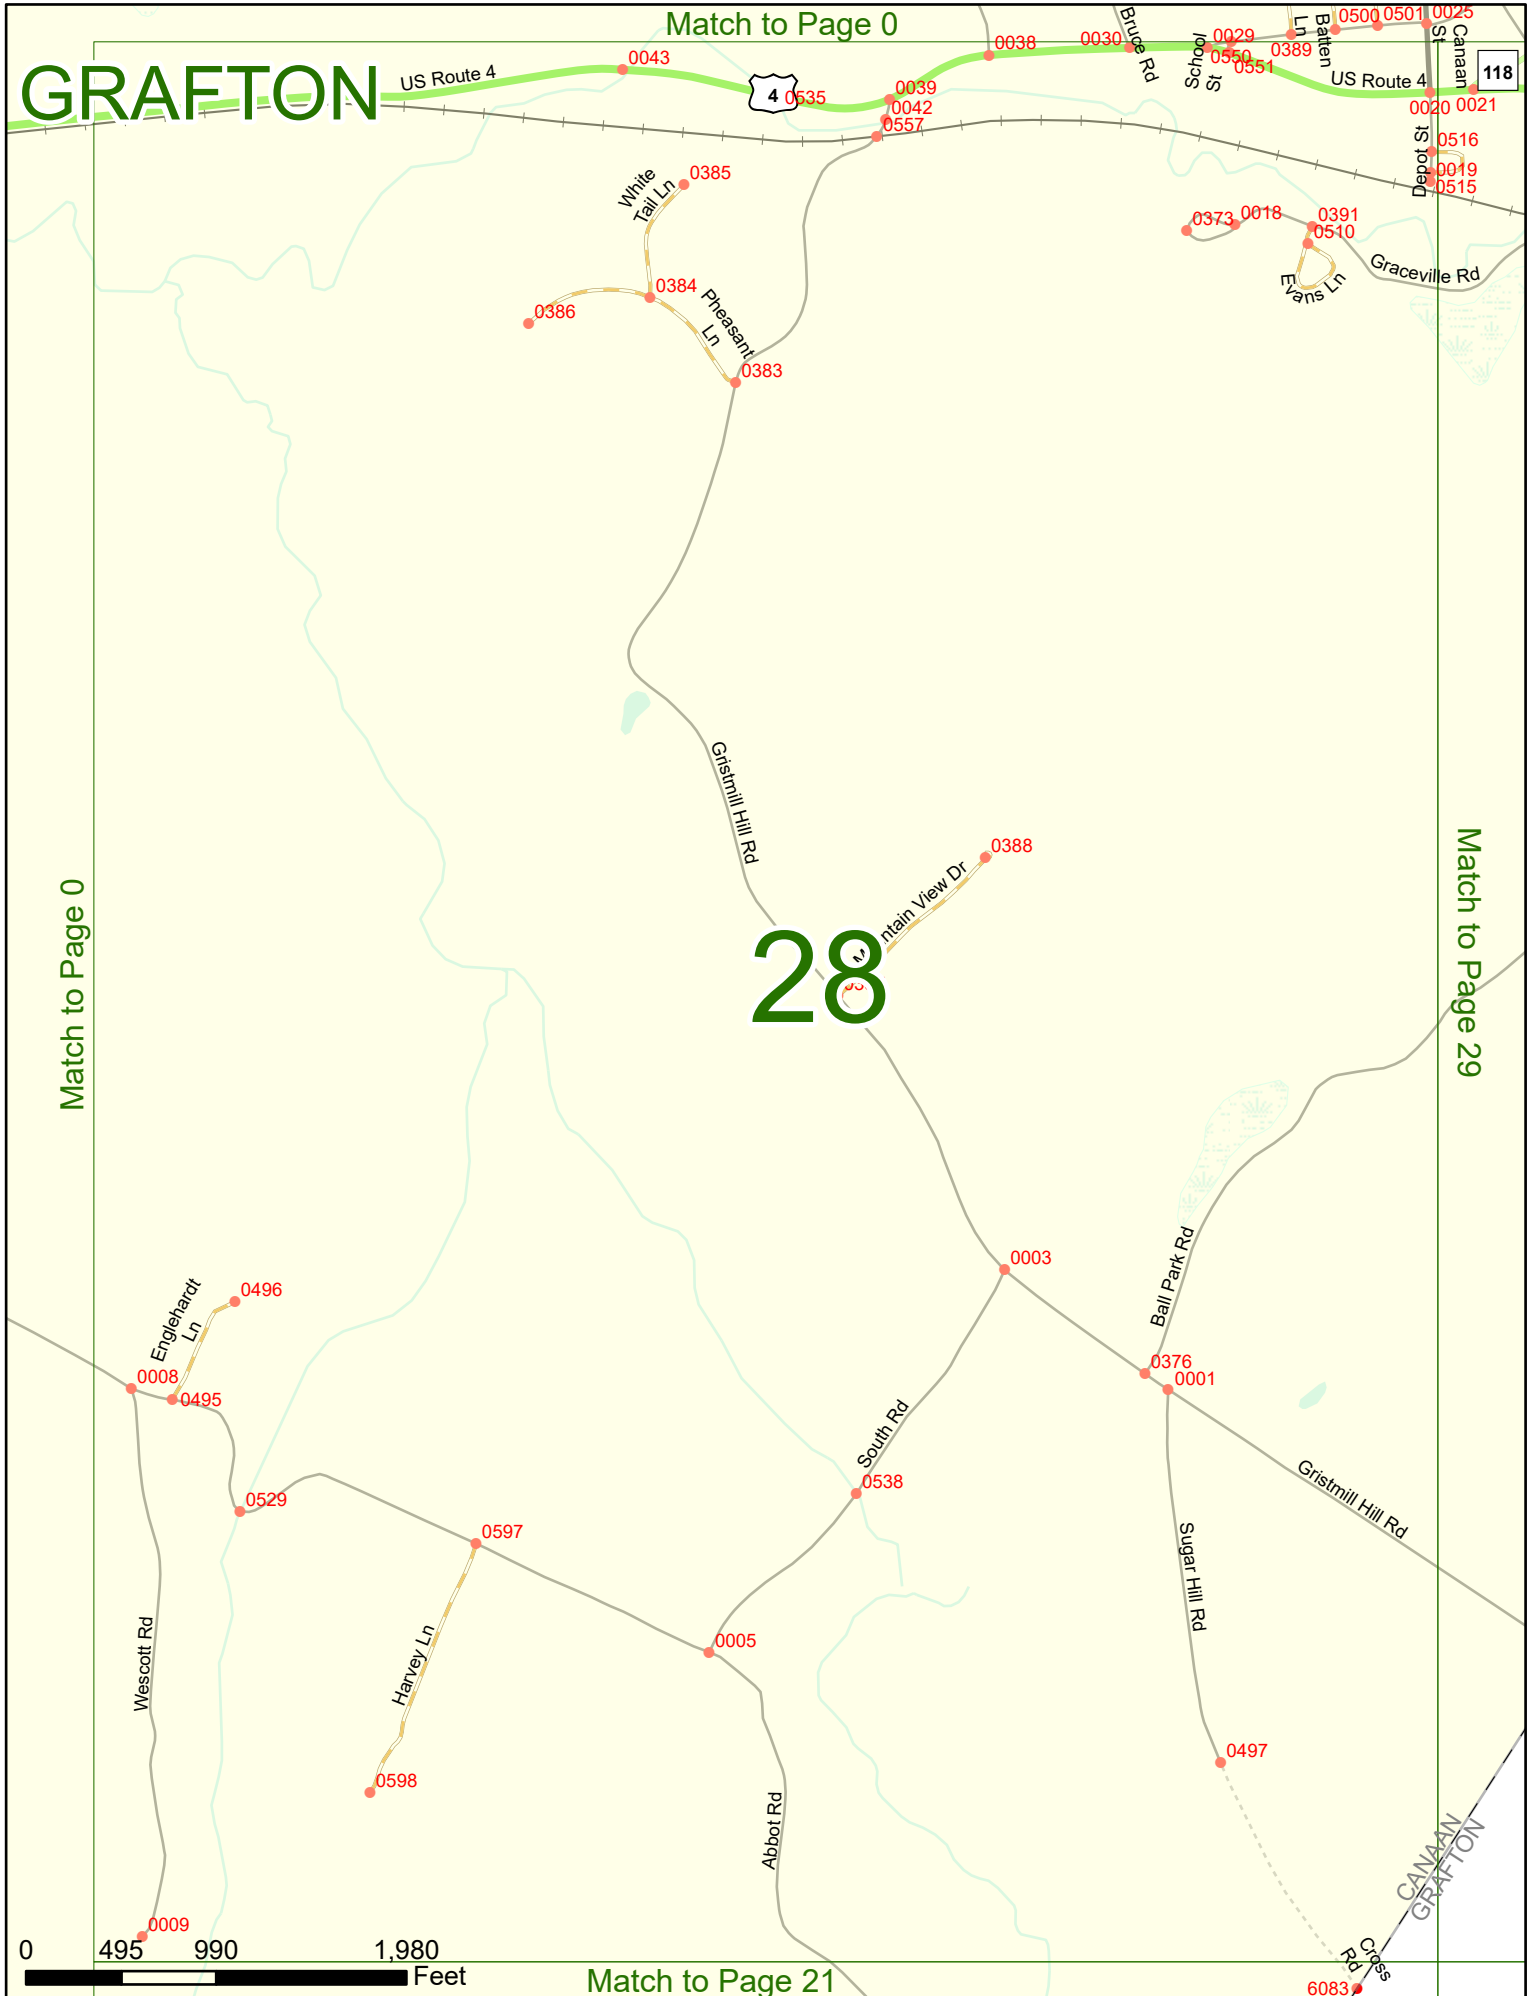 Match to Page 0
GRAFTON
US Route 4
0043
4
0535
0039
0042
0557
0038
0030
Bruce Rd
School
St
0029
0550
0551
0389
Ln
Batten
0500
0501
0025
St
Canaan
118
US Route 4
0020
0021
Depot St
0516
0019
0515
White
Tail Ln
0385
0384
0386
Pheasant
Ln
0383
0373
0018
0391
0510
Evans Ln
Graceville Rd
Gristmill Hill Rd
0388
ntain View Dr
28
Match to Page 0
Match to Page 29
0003
Ball Park Rd
0376
0001
Englehardt
Ln
0496
0008
0495
South Rd
0538
0529
0597
Gristmill Hill Rd
Sugar Hill Rd
Wescott Rd
Harvey Ln
0005
0598
Abbot Rd
0497
CANAAN
GRAFTON
0009
Cross
Rd
6083
0 495 990 1,980
Feet
Match to Page 21